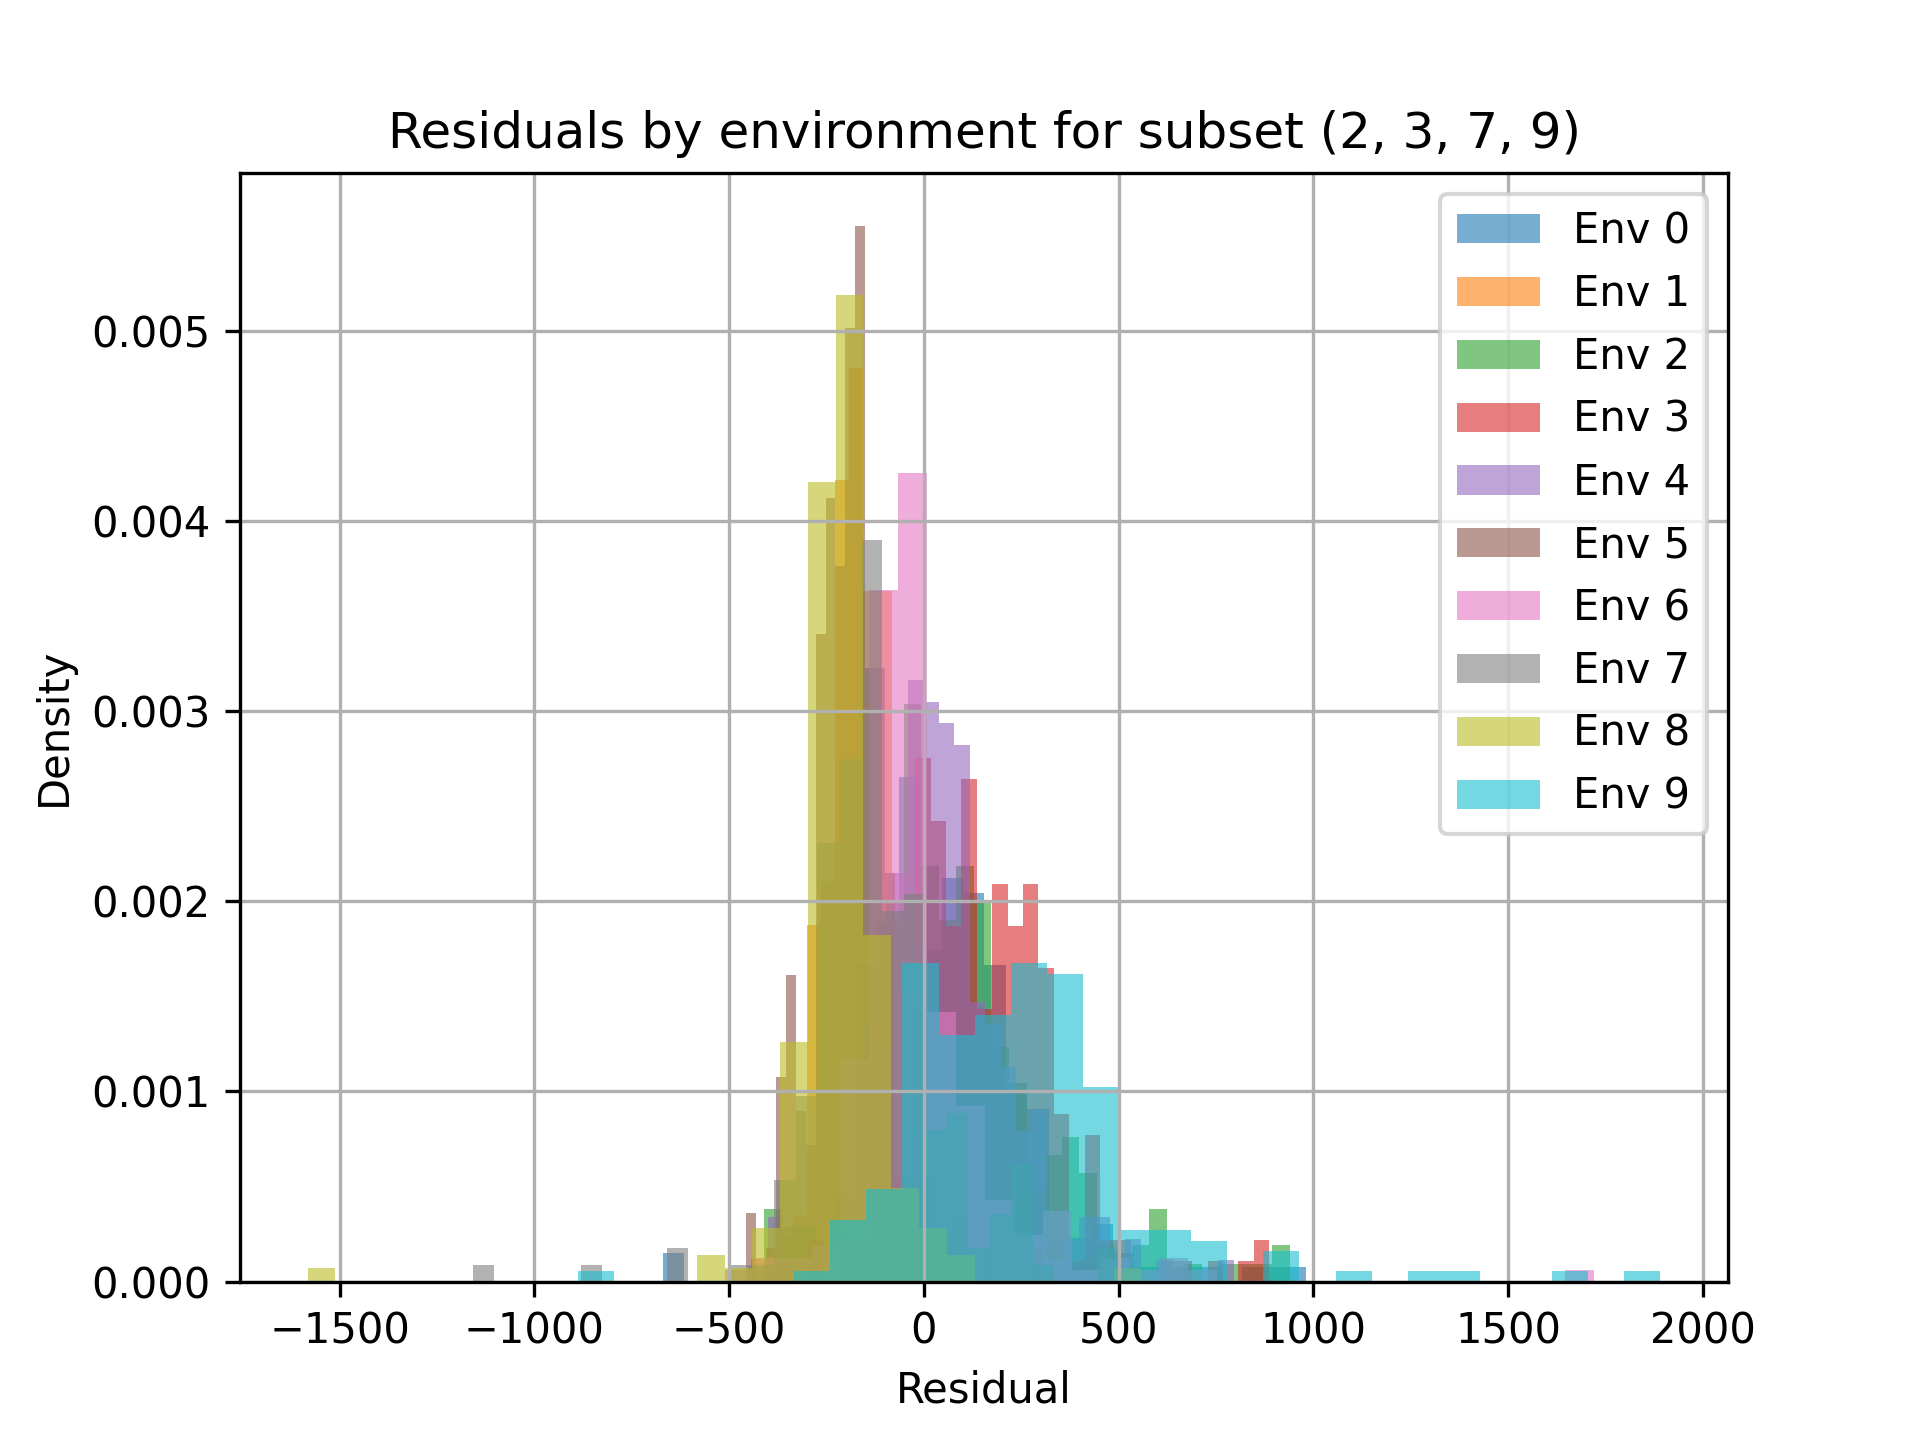 Residuals by environment for subset (2, 3, 7, 9)
Env 0
Env 1
Env 2
Env 3
Env 4
Env 5
Env 6
Env 7
Env 8
Env 9
Density
0.005
0.004
0.003
0.002
0.001
0.000
−1500 −1000 −500 0 500 1000 1500 2000
Residual